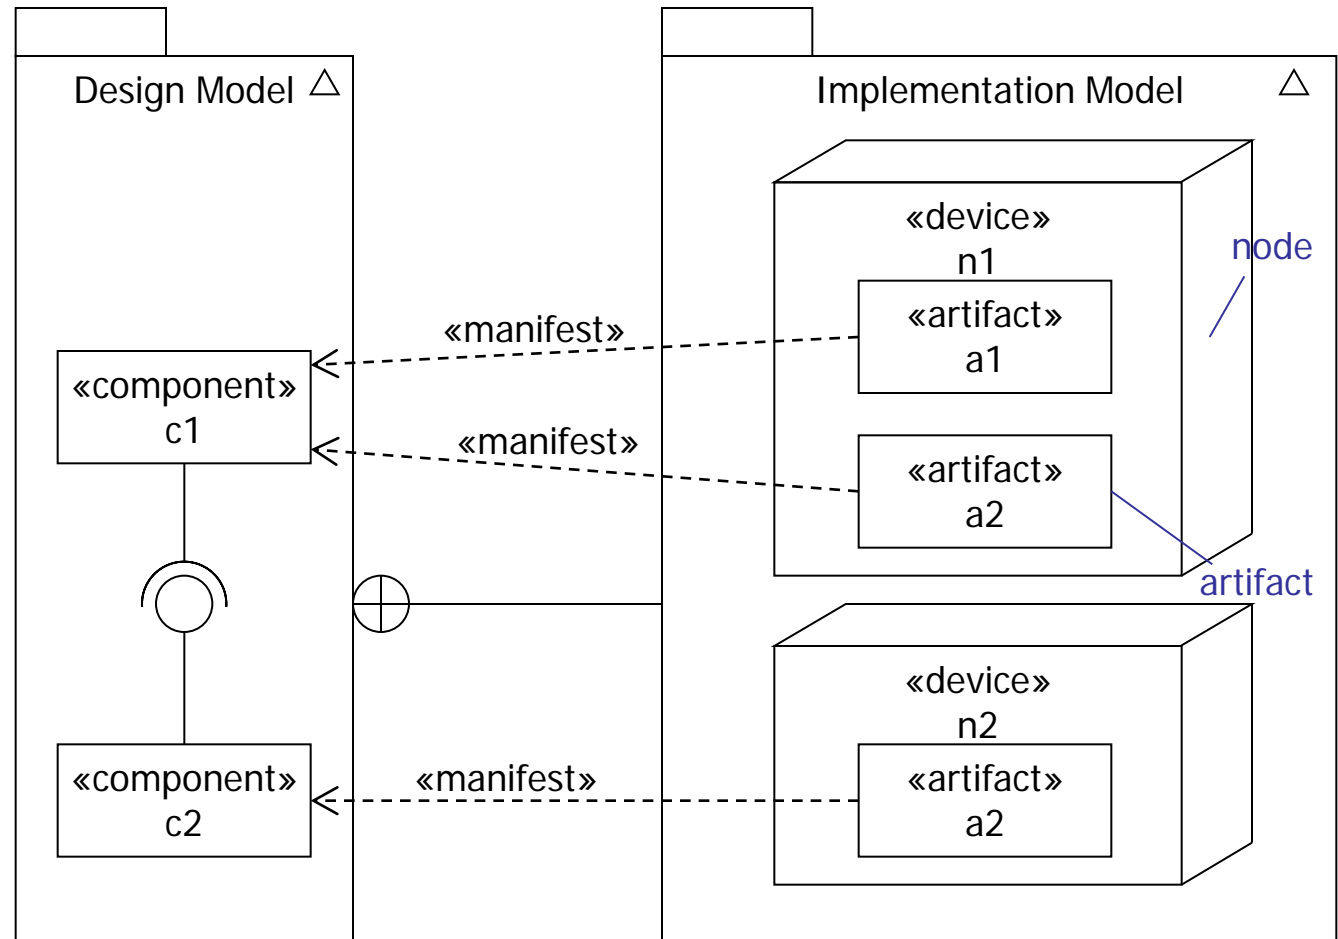 Design Model
Implementation Model
«device»
n1
node
«artifact»
a1
«manifest»
«component»
c1
«manifest»
«artifact»
a2
artifact
«device»
n2
«component»
c2
«manifest»
«artifact»
a2